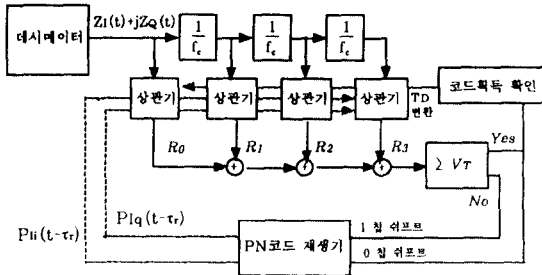 데시메이터
ZI(t)+jZQ(t)
1/fc
1/fc
1/fc
상관기
상관기
상관기
상관기
TD
변환
코드획득 확인
R0
R1
R2
R3
+
+
+
≥ VT
Yes
No
PIi(t-τr)
PIq(t-τr)
PN코드 재생기
1 칩 쉬프트
0 칩 쉬프트